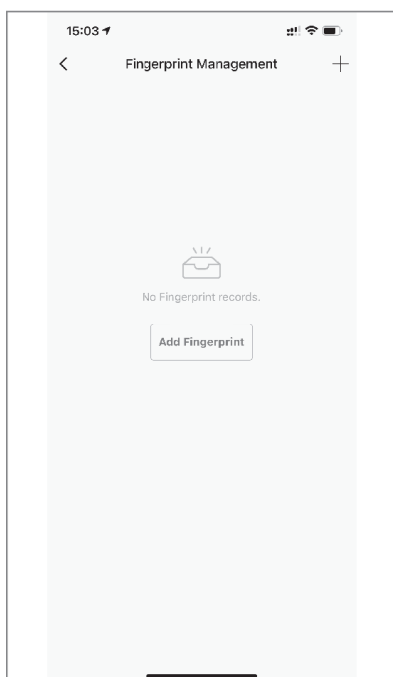 15:03
Fingerprint Management
No Fingerprint records.
Add Fingerprint